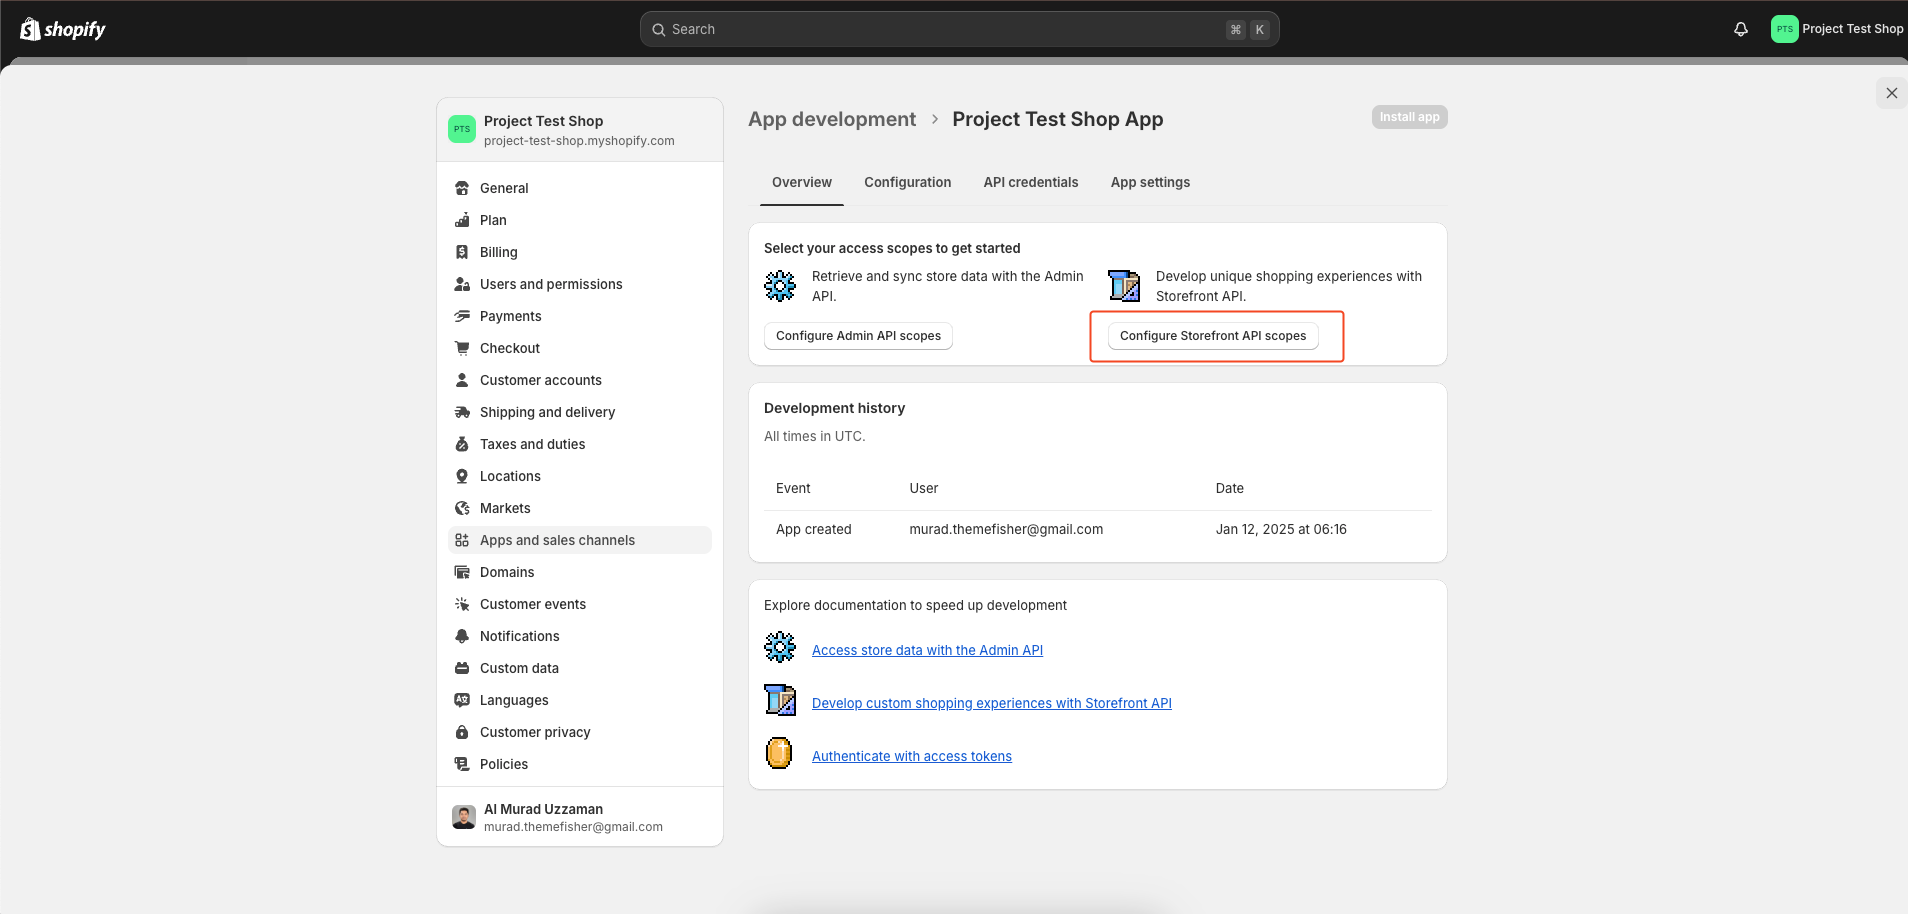 shopify
Search
⌘ K
PTS
Project Test Shop
PTS
Project Test Shop
project-test-shop.myshopify.com
General
Plan
Billing
Users and permissions
Payments
Checkout
Customer accounts
Shipping and delivery
Taxes and duties
Locations
Markets
Apps and sales channels
Domains
Customer events
Notifications
Custom data
Languages
Customer privacy
Policies
Al Murad Uzzaman
murad.themefisher@gmail.com
App development > Project Test Shop App
Install app
Overview Configuration API credentials App settings
Select your access scopes to get started
Retrieve and sync store data with the Admin
API.
Configure Admin API scopes
Develop unique shopping experiences with
Storefront API.
Configure Storefront API scopes
Development history
All times in UTC.
Event User Date
App created murad.themefisher@gmail.com Jan 12, 2025 at 06:16
Explore documentation to speed up development
Access store data with the Admin API
Develop custom shopping experiences with Storefront API
Authenticate with access tokens